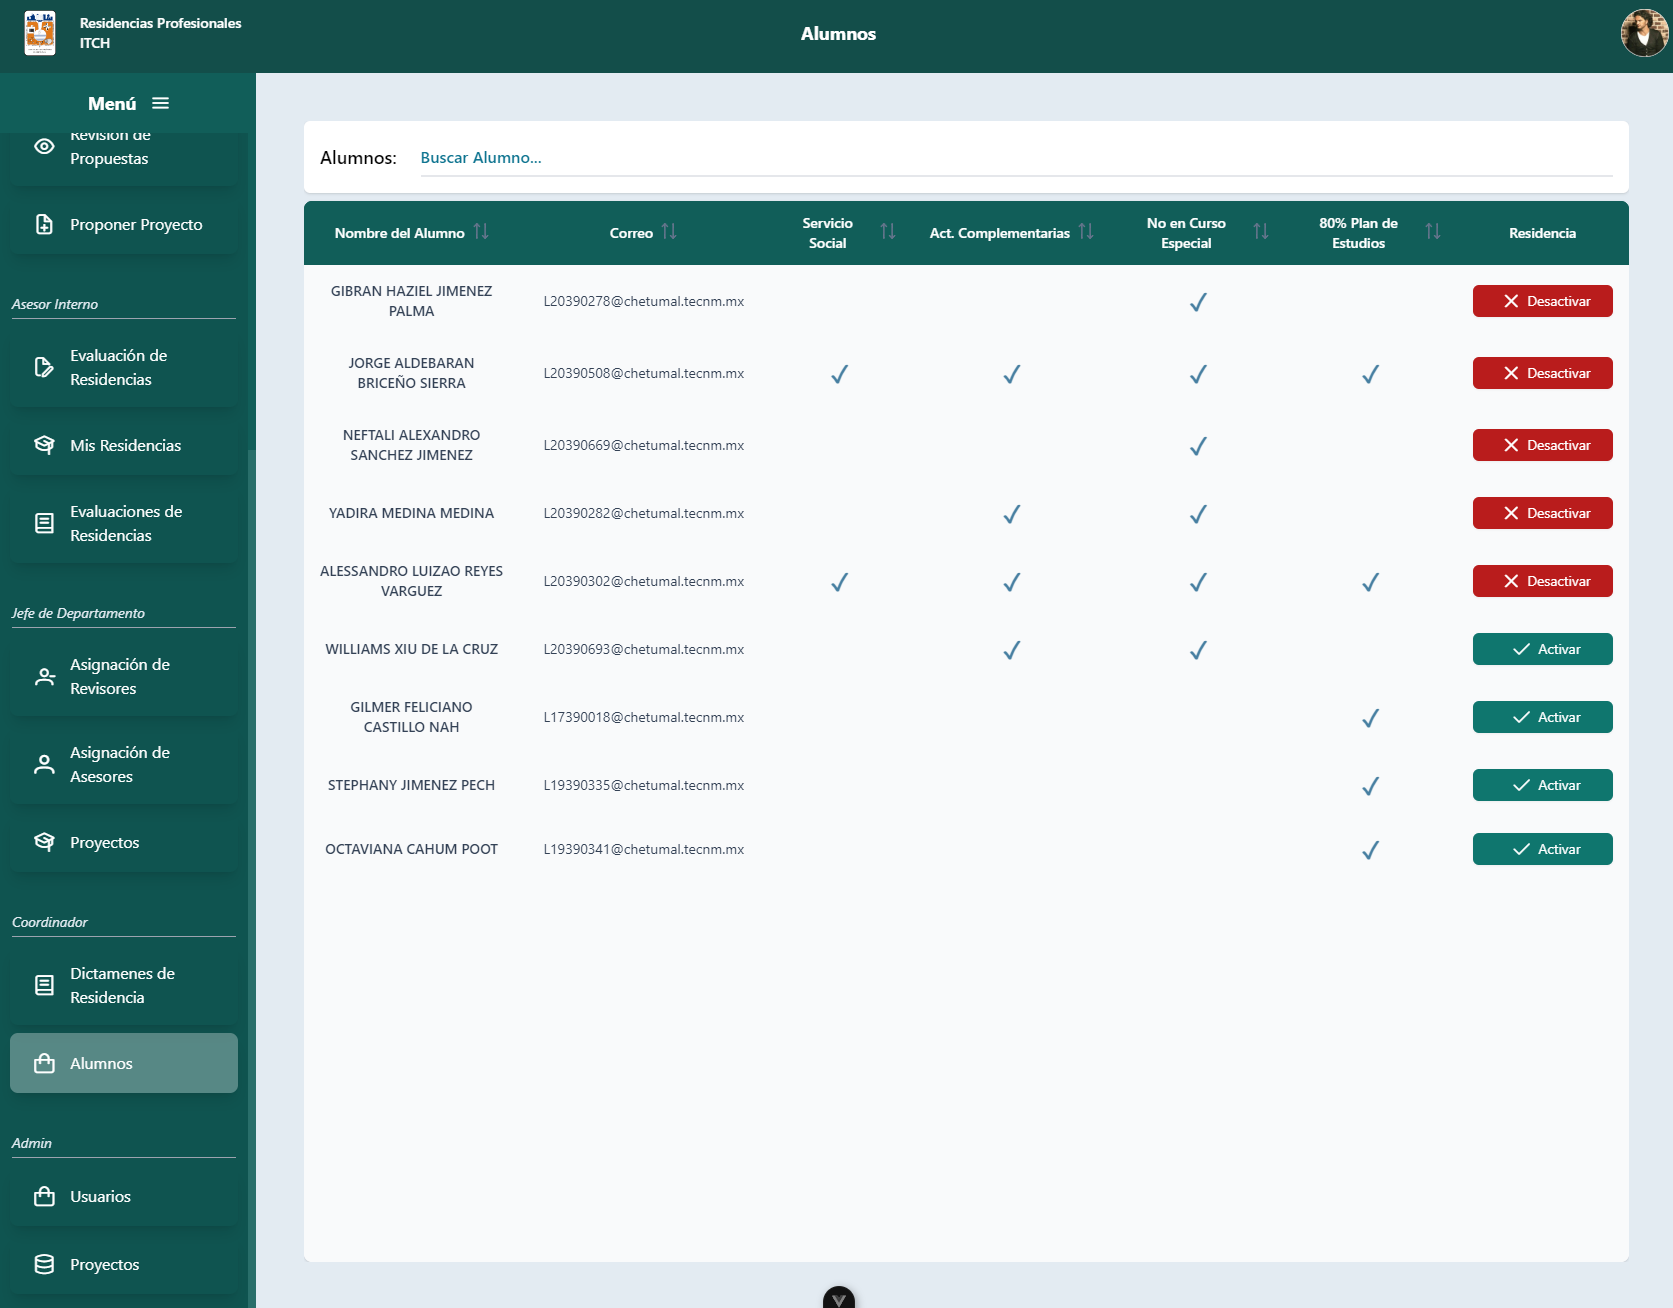 Residencias Profesionales
ITCH
Alumnos
Menú
Revisión de
Propuestas
Proponer Proyecto
Asesor Interno
Evaluación de
Residencias
Mis Residencias
Evaluaciones de
Residencias
Jefe de Departamento
Asignación de
Revisores
Asignación de
Asesores
Proyectos
Coordinador
Dictamenes de
Residencia
Alumnos
Admin
Usuarios
Proyectos
Alumnos: Buscar Alumno...
Nombre del Alumno Correo Servicio Social Act. Complementarias No en Curso Especial 80% Plan de Estudios Residencia
GIBRAN HAZIEL JIMENEZ
PALMA
L20390278@chetumal.tecnm.mx ✓ Desactivar
JORGE ALDEBARAN
BRICEÑO SIERRA
L20390508@chetumal.tecnm.mx ✓ ✓ ✓ ✓ Desactivar
NEFTALI ALEXANDRO
SANCHEZ JIMENEZ
L20390669@chetumal.tecnm.mx ✓ Desactivar
YADIRA MEDINA MEDINA L20390282@chetumal.tecnm.mx ✓ ✓ Desactivar
ALESSANDRO LUIZAO REYES
VARGUEZ
L20390302@chetumal.tecnm.mx ✓ ✓ ✓ ✓ Desactivar
WILLIAMS XIU DE LA CRUZ L20390693@chetumal.tecnm.mx ✓ ✓ Activar
GILMER FELICIANO
CASTILLO NAH
L17390018@chetumal.tecnm.mx ✓ Activar
STEPHANY JIMENEZ PECH L19390335@chetumal.tecnm.mx ✓ Activar
OCTAVIANA CAHUM POOT L19390341@chetumal.tecnm.mx ✓ Activar